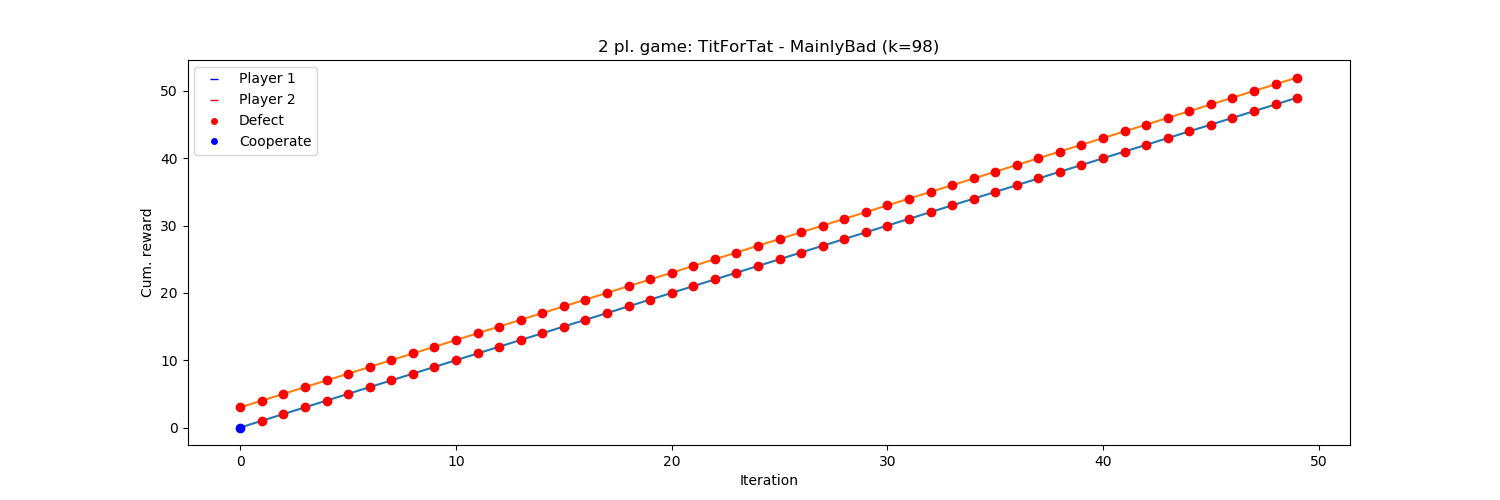 2 pl. game: TitForTat - MainlyBad (k=98)
Player 1
Player 2
Defect
Cooperate
Cum. reward
50
40
30
20
10
0
0 10 20 30 40 50
Iteration